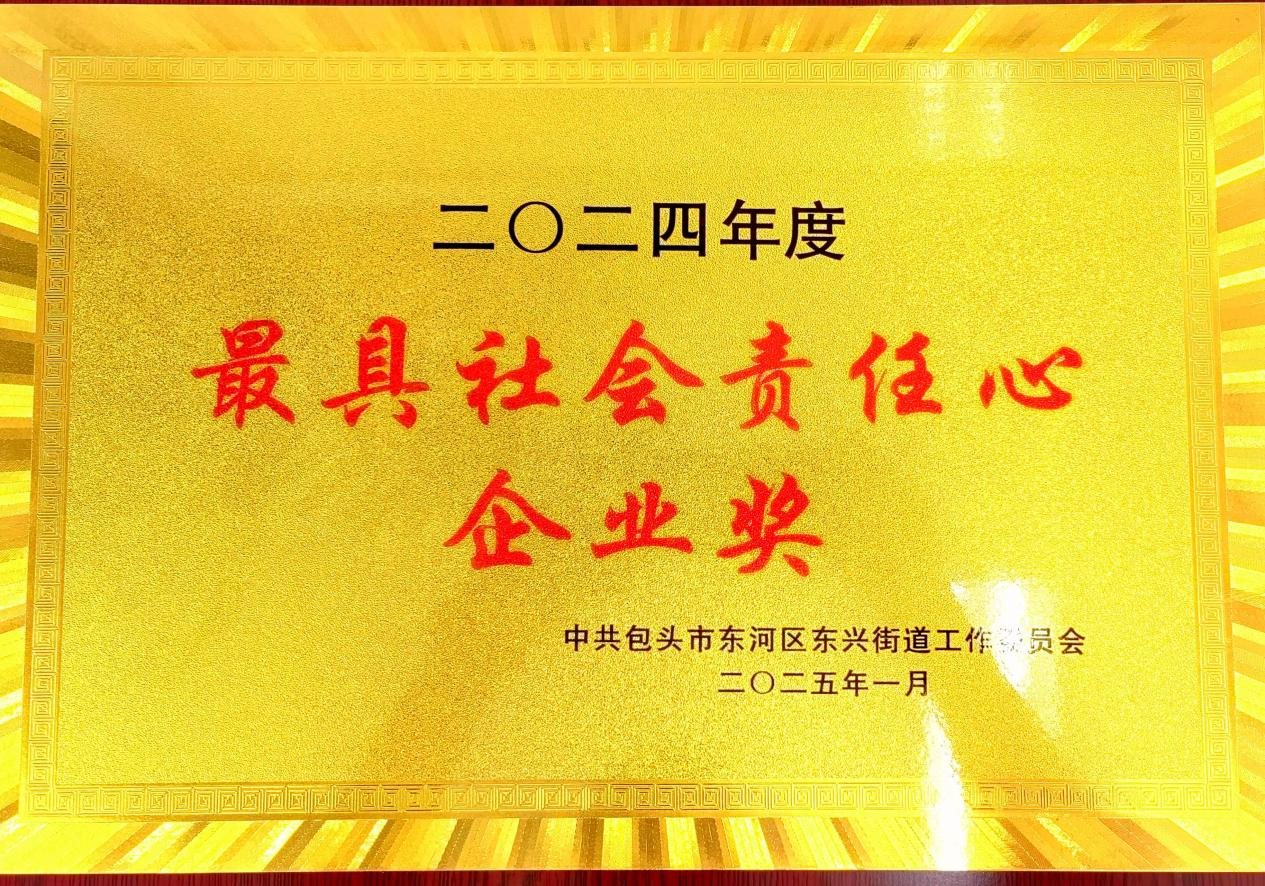 二〇二四年度
最具社会责任心
企业奖
中共包头市东河区东兴街道工作委员会
二〇二五年一月